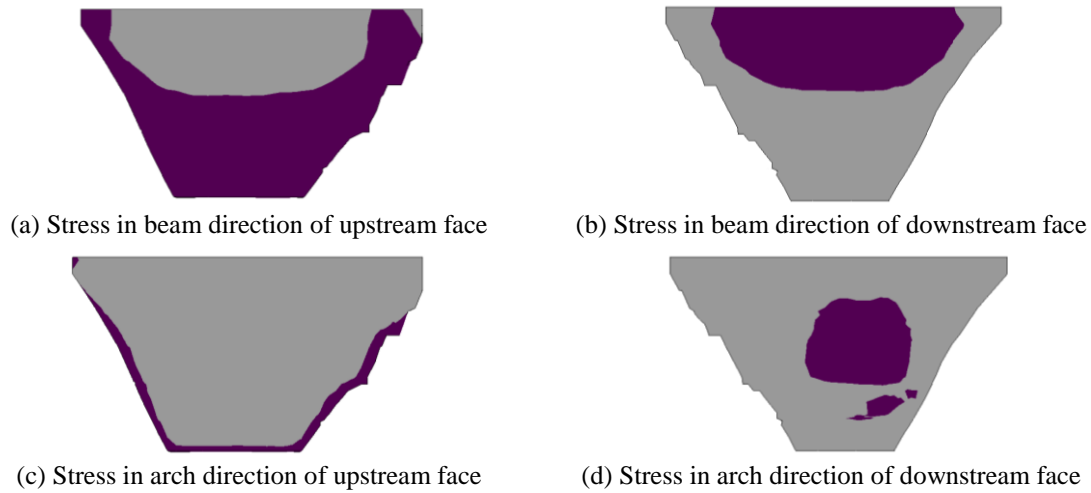 (a) Stress in beam direction of upstream face
(b) Stress in beam direction of downstream face
(c) Stress in arch direction of upstream face
(d) Stress in arch direction of downstream face